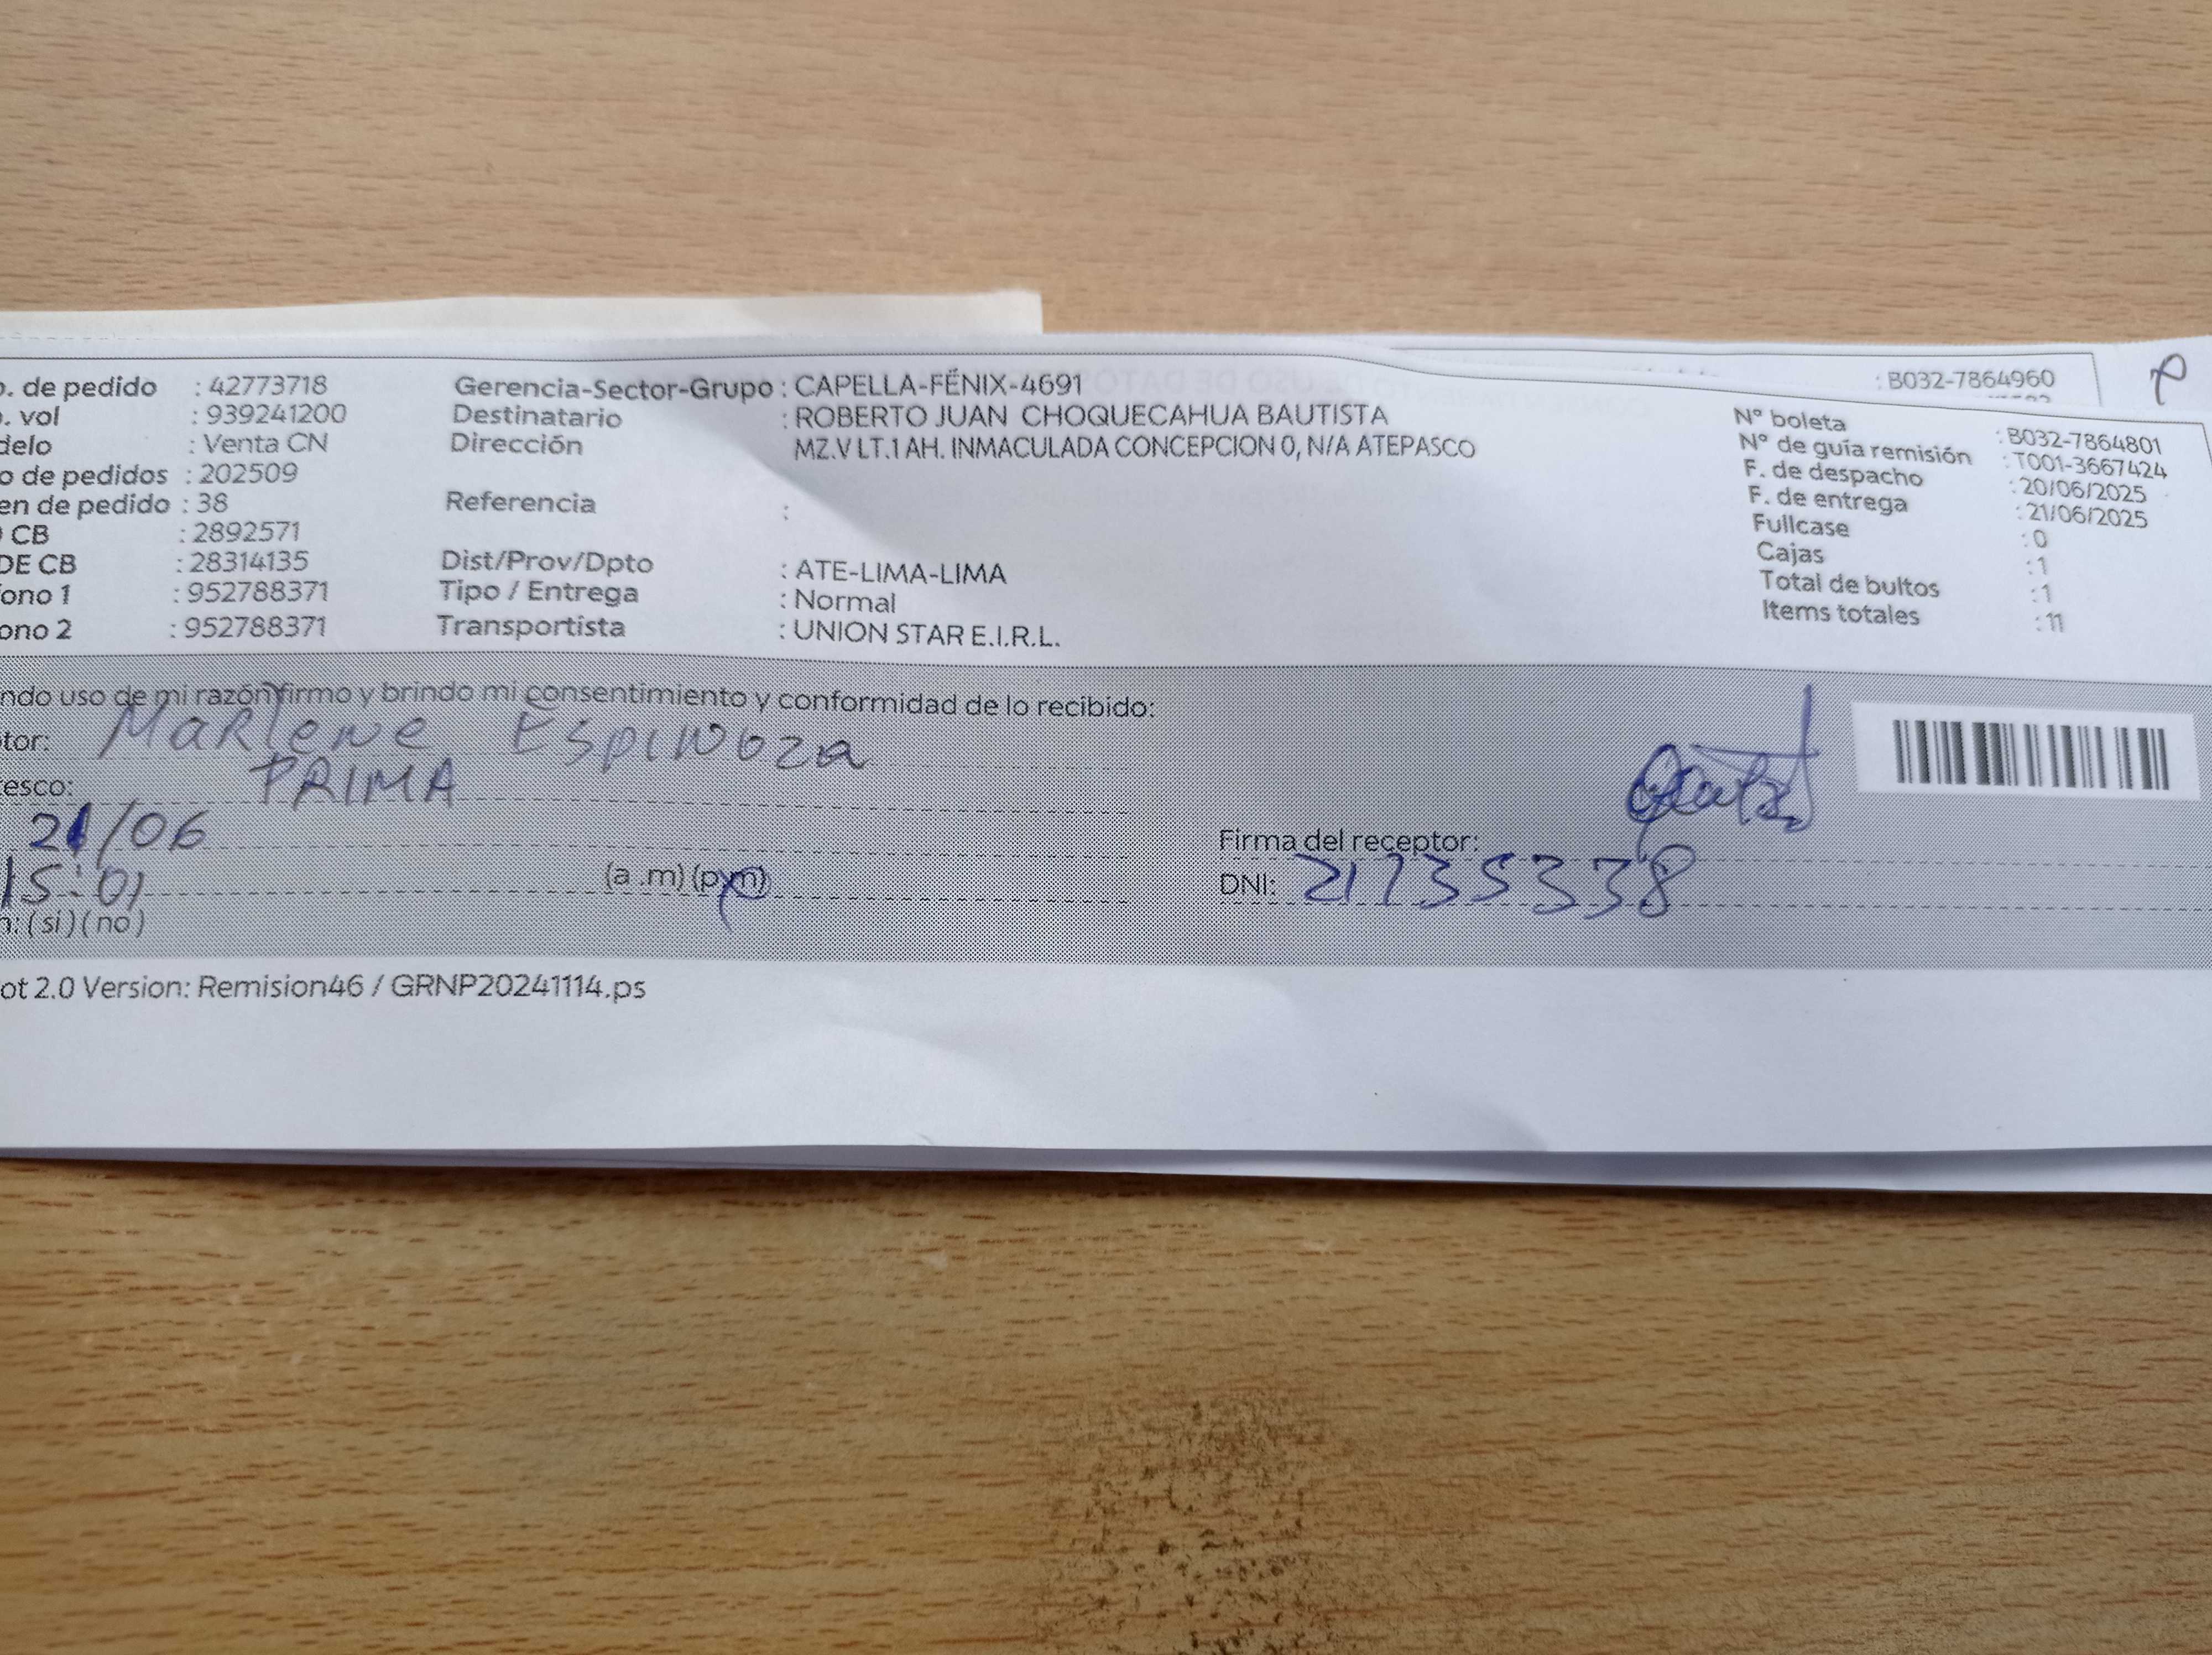 o. de pedido : 42773718
o. vol : 939241200
delo : Venta CN
o de pedidos : 202509
en de pedido : 38
O CB : 2892571
DE CB : 28314135
fono 1 : 952788371
ono 2 : 952788371
Gerencia-Sector-Grupo : CAPELLA-FÉNIX-4691
Destinatario : ROBERTO JUAN CHOQUECAHUA BAUTISTA
Dirección MZ.V LT.1 AH. INMACULADA CONCEPCION 0, N/A ATEPASCO
Referencia :
Dist/Prov/Dpto : ATE-LIMA-LIMA
Tipo / Entrega : Normal
Transportista : UNION STAR E.I.R.L.
: B032-7864960
N° boleta : B032-7864801
N° de guía remisión : T001-3667424
F. de despacho : 20/06/2025
F. de entrega : 21/06/2025
Fullcase : 0
Cajas : 1
Total de bultos : 1
Items totales : 11
ndo uso de mi razón firmo y brindo mi consentimiento y conformidad de lo recibido:
tor: Marlene Espinoza
esco: PRIMA
21/06
15:01 (a .m) (p.m)
n: ( si ) ( no )
Firma del receptor:
DNI: 21735338
ot 2.0 Version: Remision46 / GRNP20241114.ps